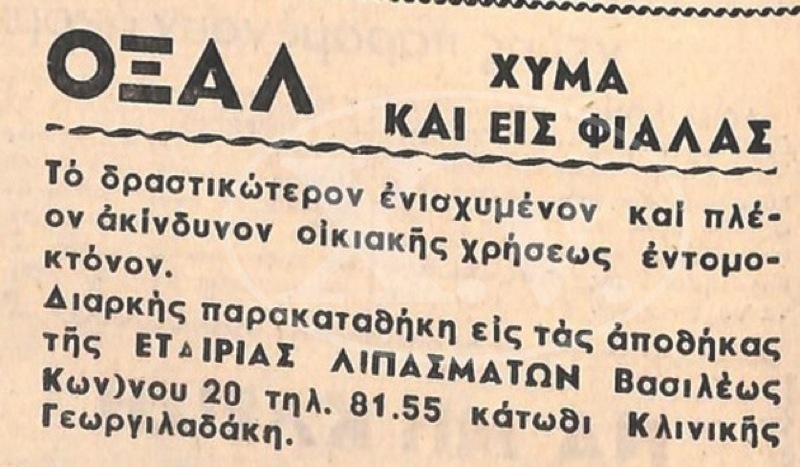 ΟΞΑΛ ΧΥΜΑ
ΚΑΙ ΕΙΣ ΦΙΑΛΑΣ
Τό δραστικώτερον ἐνισχυμένον καί πλέ-
ον ἀκίνδυνον οἰκιακῆς χρήσεως ἐντομο-
κτόνον.
Διαρκής παρακαταθήκη εἰς τάς ἀποθήκας
τῆς ΕΤΑΙΡΙΑΣ ΛΙΠΑΣΜΑΤΩΝ Βασιλέως
Κων)νου 20 τηλ. 81.55 κάτωθι Κλινικῆς
Γεωργιλαδάκη.